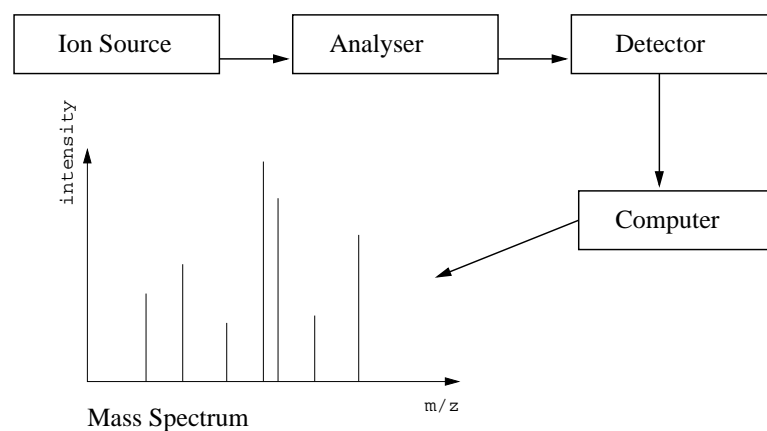 Ion Source
Analyser
Detector
intensity
Computer
m/z
Mass Spectrum